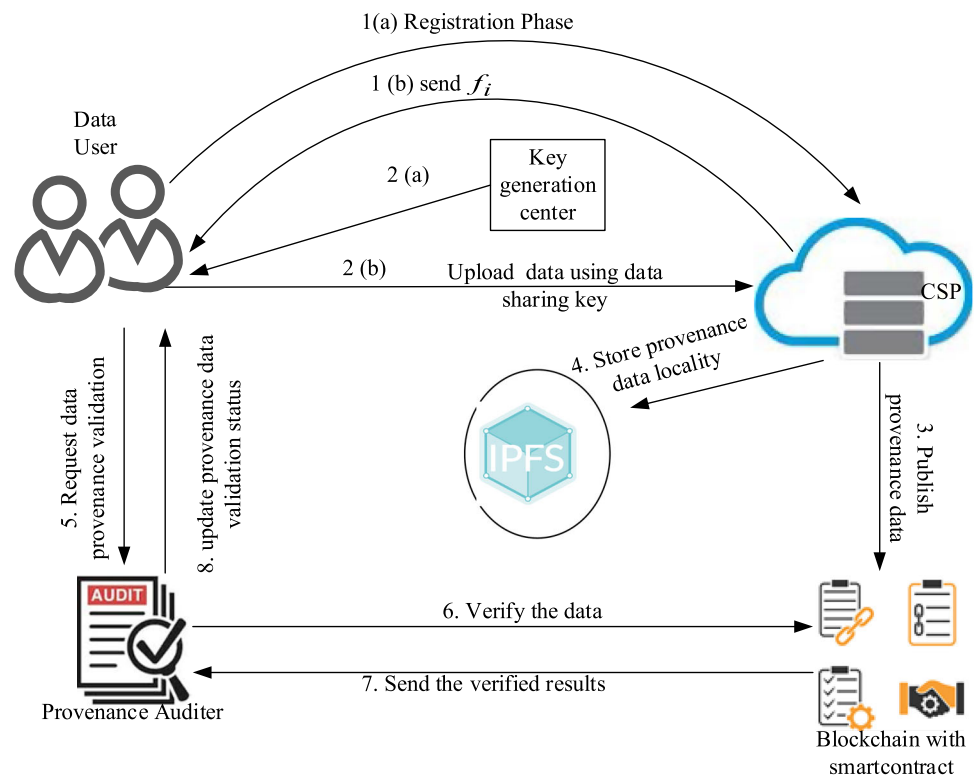 1(a) Registration Phase
1 (b) send fi
Data
User
Key
generation
center
2 (a)
2 (b)
Upload data using data
sharing key
CSP
4. Store provenance
data locality
IPFS
3. Publish
provenance data
5. Request data
provenance validation
8. update provenance data
validation status
AUDIT
6. Verify the data
7. Send the verified results
Provenance Auditer
Blockchain with
smartcontract